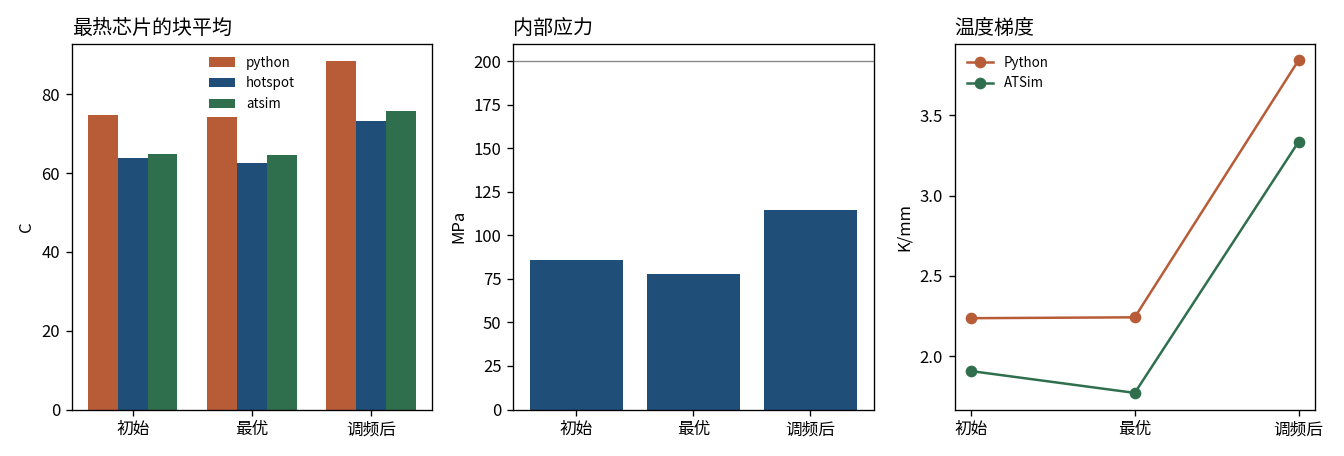 最热芯片的块平均
python
hotspot
atsim
C
0
20
40
60
80
初始
最优
调频后
内部应力
MPa
0
25
50
75
100
125
150
175
200
初始
最优
调频后
温度梯度
Python
ATSim
K/mm
2.0
2.5
3.0
3.5
初始
最优
调频后